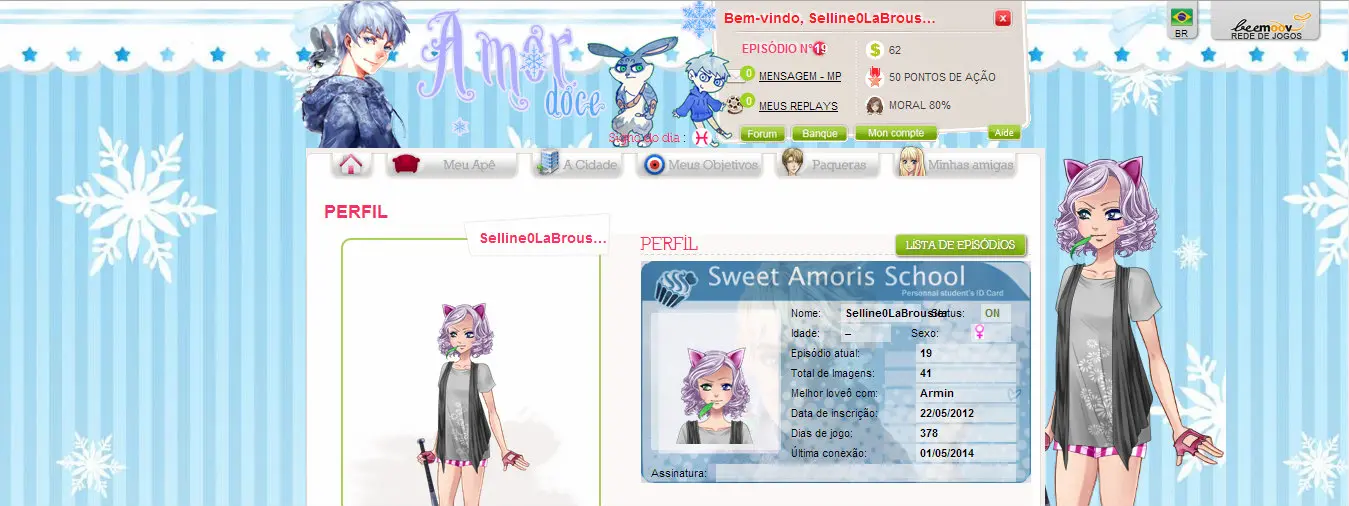 Amor
doce
Bem-vindo, Selline0LaBrous...
EPISÓDIO Nº19
62
0 MENSAGEM - MP
50 PONTOS DE AÇÃO
0 MEUS REPLAYS
MORAL 80%
Signo do dia :
Forum Banque Mon compte Aide
BR
beemoov
REDE DE JOGOS
Meu Apê A Cidade Meus Objetivos Paqueras Minhas amigas
PERFIL
Selline0LaBrous...
PERFIL
LISTA DE EPISÓDIOS
Sweet Amoris School
Personnal student's ID Card
Nome: Selline0LaBrousse Status: ON
Idade: – Sexo:
Episódio atual: 19
Total de Imagens: 41
Melhor loveô com: Armin
Data de inscrição: 22/05/2012
Dias de jogo: 378
Última conexão: 01/05/2014
Assinatura: